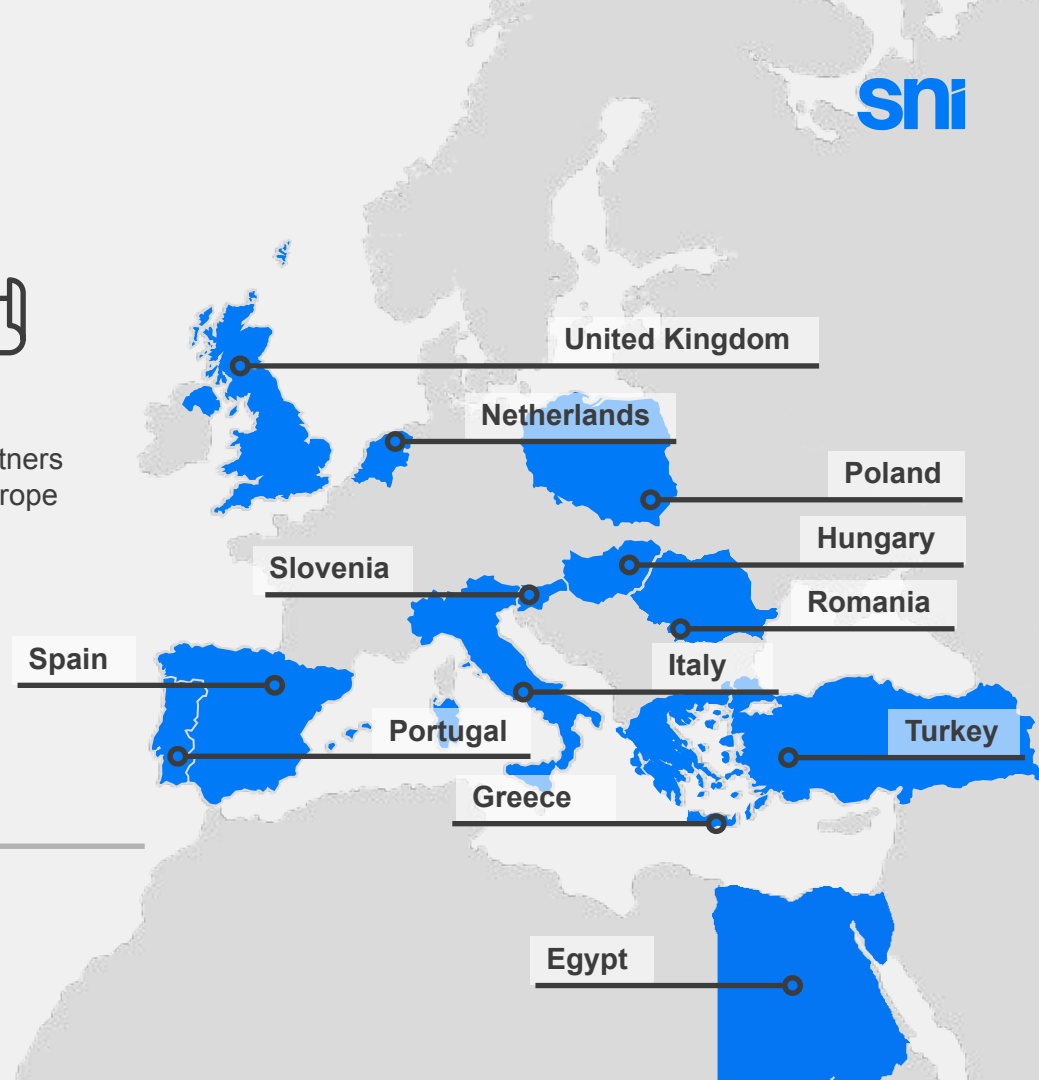 sni
United Kingdom
Netherlands
tners
rope
Poland
Hungary
Slovenia
Romania
Spain
Italy
Portugal
Turkey
Greece
Egypt